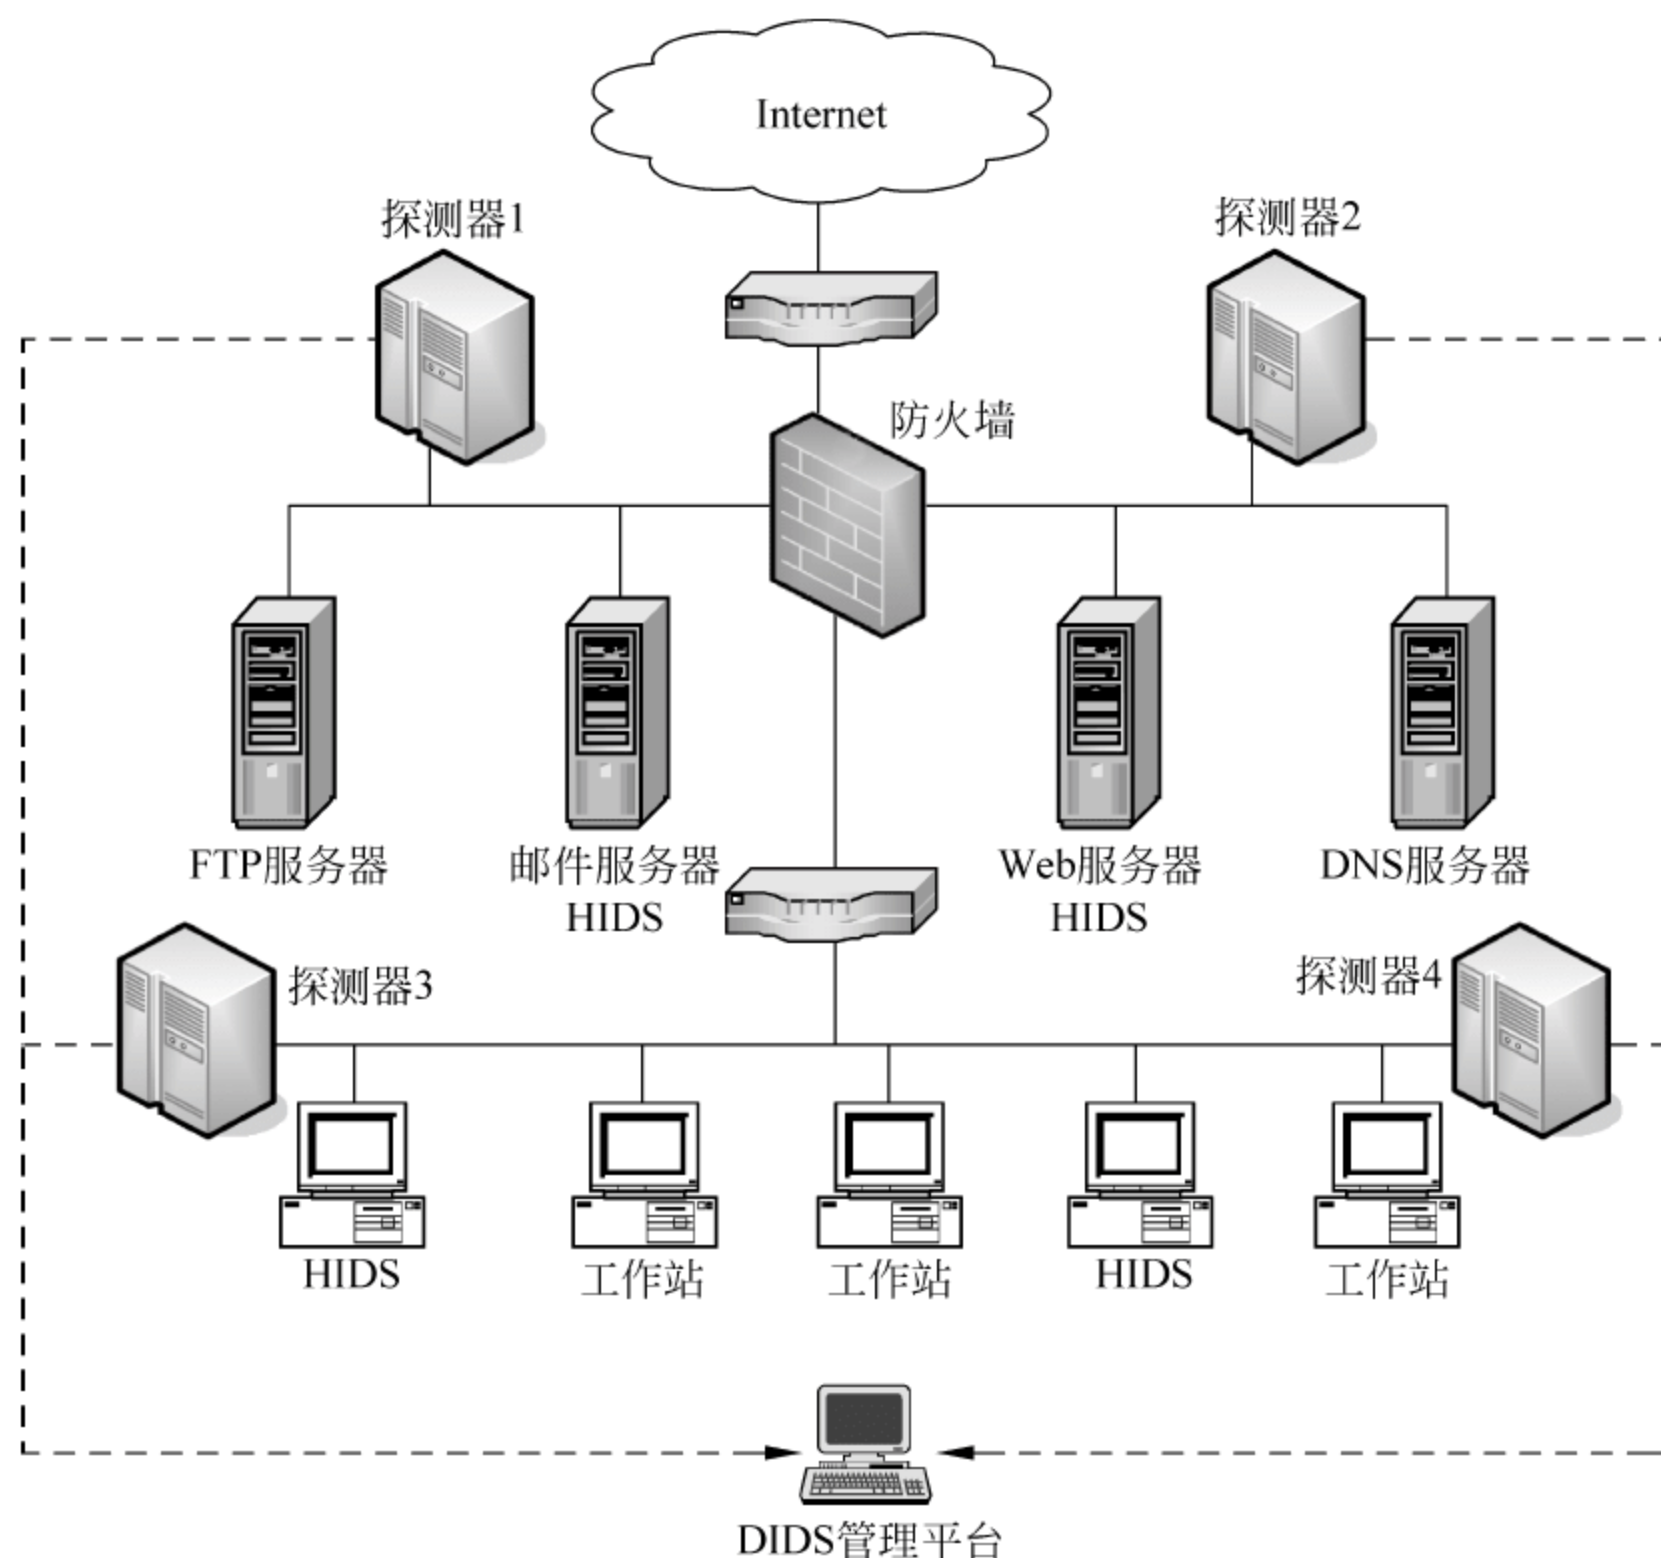 Internet
探测器1
探测器2
防火墙
FTP服务器
邮件服务器
HIDS
Web服务器
HIDS
DNS服务器
探测器3
探测器4
HIDS
工作站
工作站
HIDS
工作站
DIDS管理平台